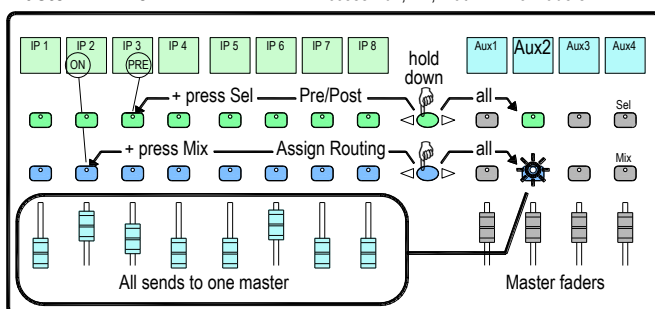 IP 1 IP 2 IP 3 IP 4 IP 5 IP 6 IP 7 IP 8 Aux1 Aux2 Aux3 Aux4
ON PRE
hold
down
+ press Sel Pre/Post all Sel
+ press Mix Assign Routing all Mix
All sends to one master Master faders